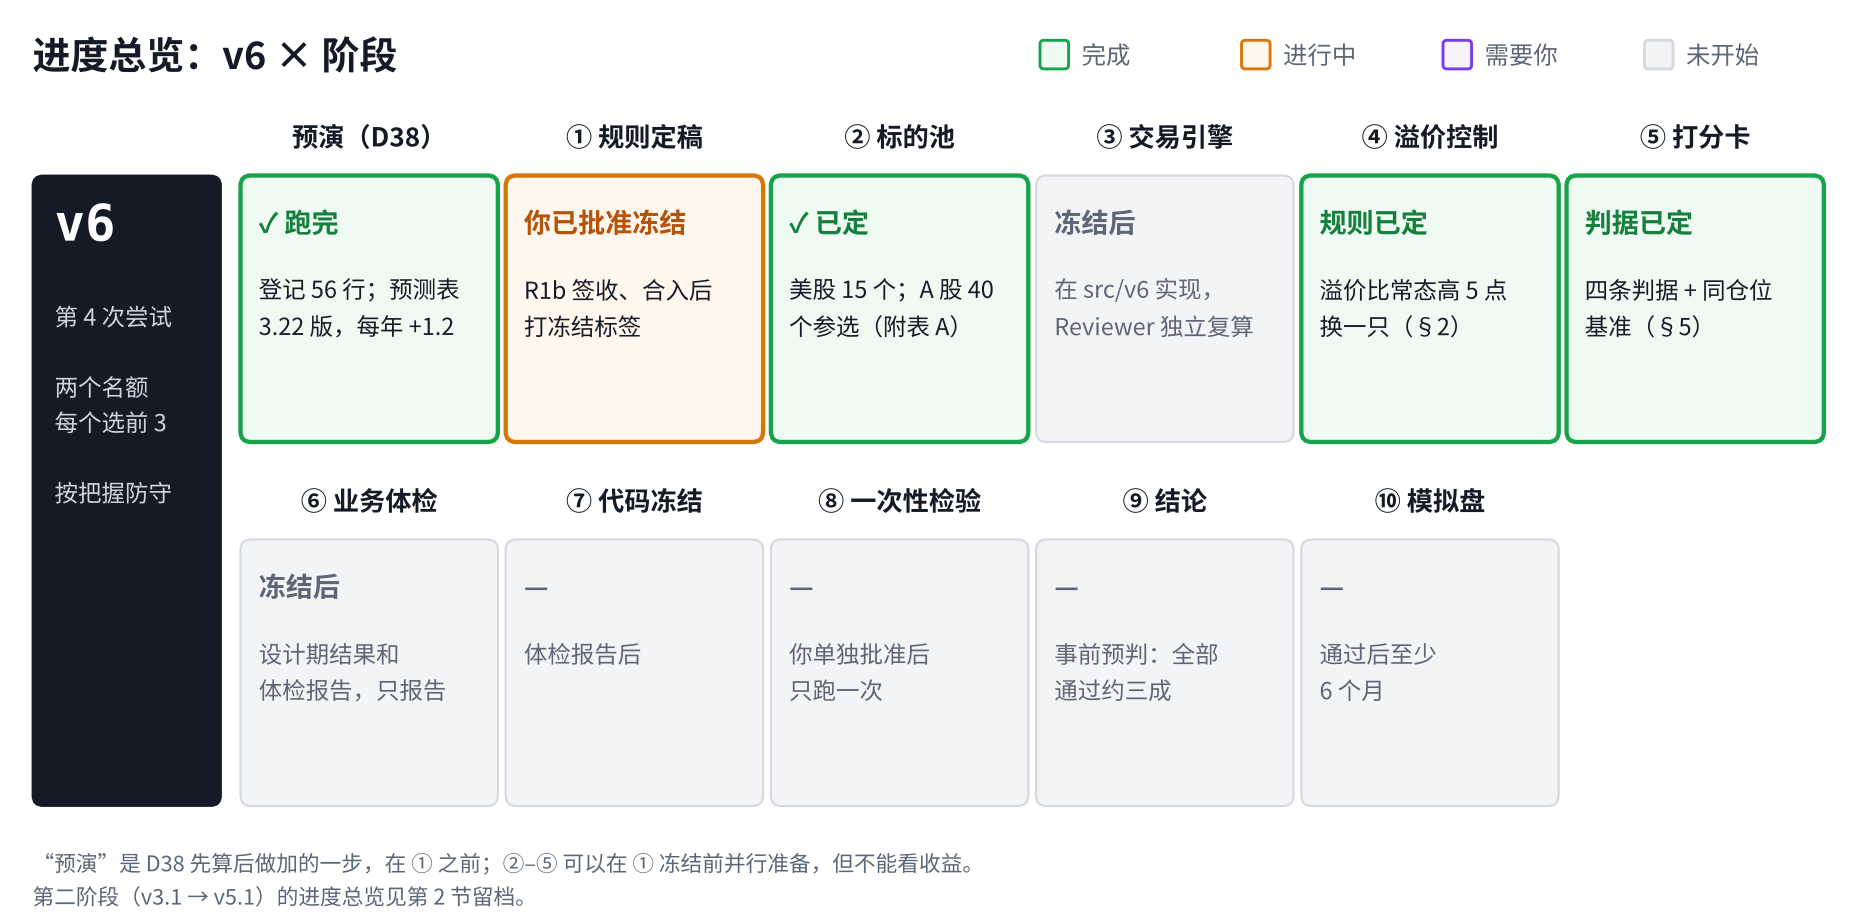 进度总览：v6 × 阶段
完成
进行中
需要你
未开始
预演（D38）
① 规则定稿
② 标的池
③ 交易引擎
④ 溢价控制
⑤ 打分卡
v6
第 4 次尝试
两个名额
每个选前 3
按把握防守
✓ 跑完
登记 56 行；预测表
3.22 版，每年 +1.2
你已批准冻结
R1b 签收、合入后
打冻结标签
✓ 已定
美股 15 个；A 股 40
个参选（附表 A）
冻结后
在 src/v6 实现，
Reviewer 独立复算
规则已定
溢价比常态高 5 点
换一只（§2）
判据已定
四条判据 + 同仓位
基准（§5）
⑥ 业务体检
⑦ 代码冻结
⑧ 一次性检验
⑨ 结论
⑩ 模拟盘
冻结后
设计期结果和
体检报告，只报告
—
体检报告后
—
你单独批准后
只跑一次
—
事前预判：全部
通过约三成
—
通过后至少
6 个月
“预演”是 D38 先算后做加的一步，在 ① 之前；②–⑤ 可以在 ① 冻结前并行准备，但不能看收益。
第二阶段（v3.1 → v5.1）的进度总览见第 2 节留档。